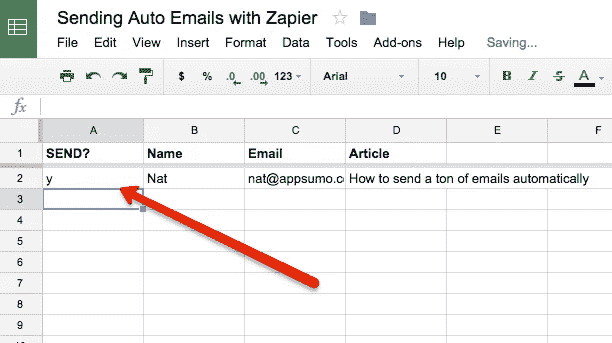 Sending Auto Emails with Zapier
File Edit View Insert Format Data Tools Add-ons Help Saving...
$ % .0 .00 123 Arial 10 B I S A
fx
A B C D E F
1 SEND? Name Email Article
2 y Nat nat@appsumo.c How to send a ton of emails automatically
3
4
5
6
7
8
9